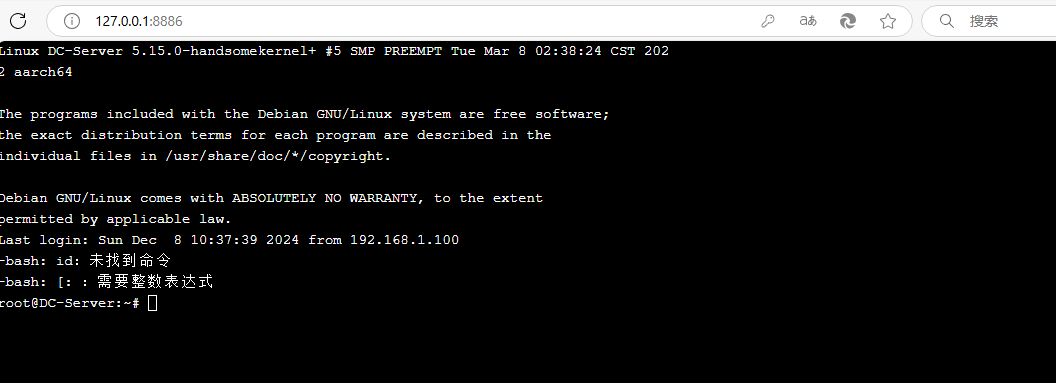 127.0.0.1:8886
aあ
搜索
Linux DC-Server 5.15.0-handsomekernel+ #5 SMP PREEMPT Tue Mar 8 02:38:24 CST 202
2 aarch64
The programs included with the Debian GNU/Linux system are free software;
the exact distribution terms for each program are described in the
individual files in /usr/share/doc/*/copyright.
Debian GNU/Linux comes with ABSOLUTELY NO WARRANTY, to the extent
permitted by applicable law.
Last login: Sun Dec  8 10:37:39 2024 from 192.168.1.100
-bash: id: 未找到命令
-bash: [: : 需要整数表达式
root@DC-Server:~#